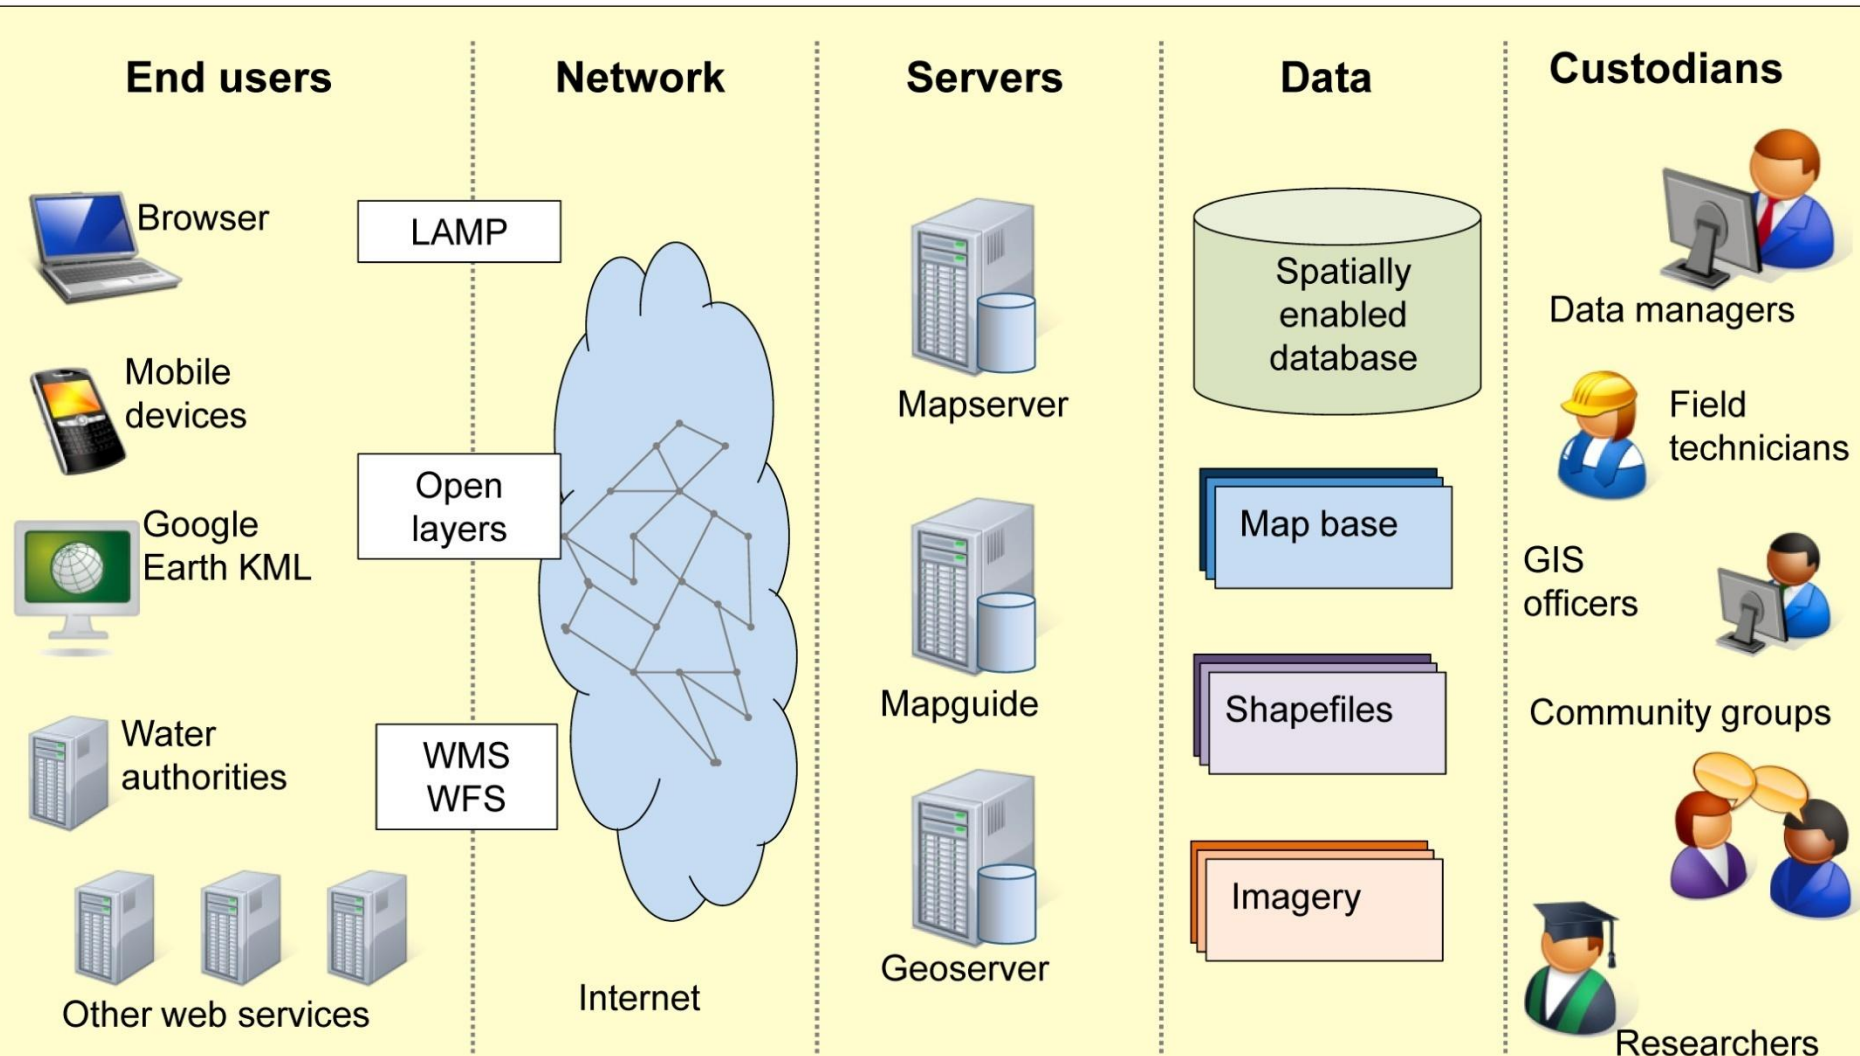 End users
Network
Servers
Data
Custodians
Browser
Mobile
devices
Google
Earth KML
Water
authorities
Other web services
LAMP
Open
layers
WMS
WFS
Internet
Mapserver
Mapguide
Geoserver
Spatially
enabled
database
Map base
Shapefiles
Imagery
Data managers
Field
technicians
GIS
officers
Community groups
Researchers